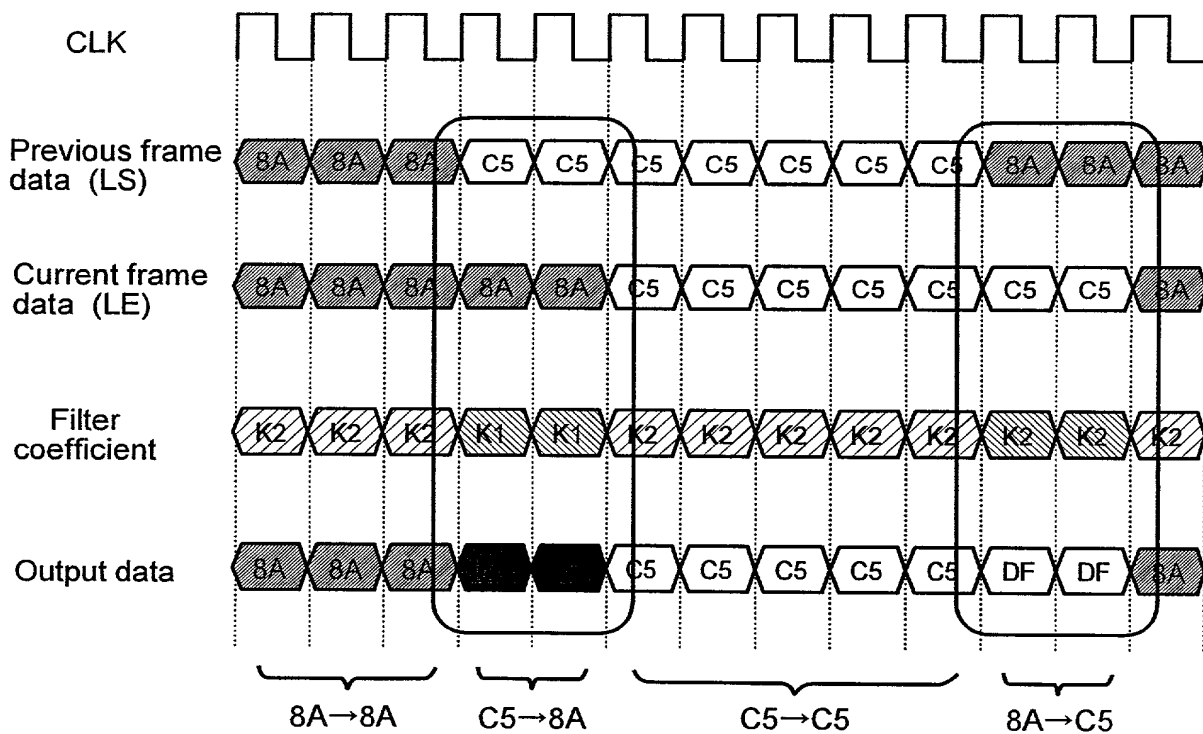 CLK
Previous frame data (LS)
8A 8A 8A C5 C5 C5 C5 C5 C5 C5 8A 8A 8A
Current frame data (LE)
8A 8A 8A 8A 8A C5 C5 C5 C5 C5 C5 C5 8A
Filter coefficient
K2 K2 K2 K1 K1 K2 K2 K2 K2 K2 K2 K2 K2
Output data
8A 8A 8A C5 C5 C5 C5 C5 DF DF 8A
8A→8A C5→8A C5→C5 8A→C5